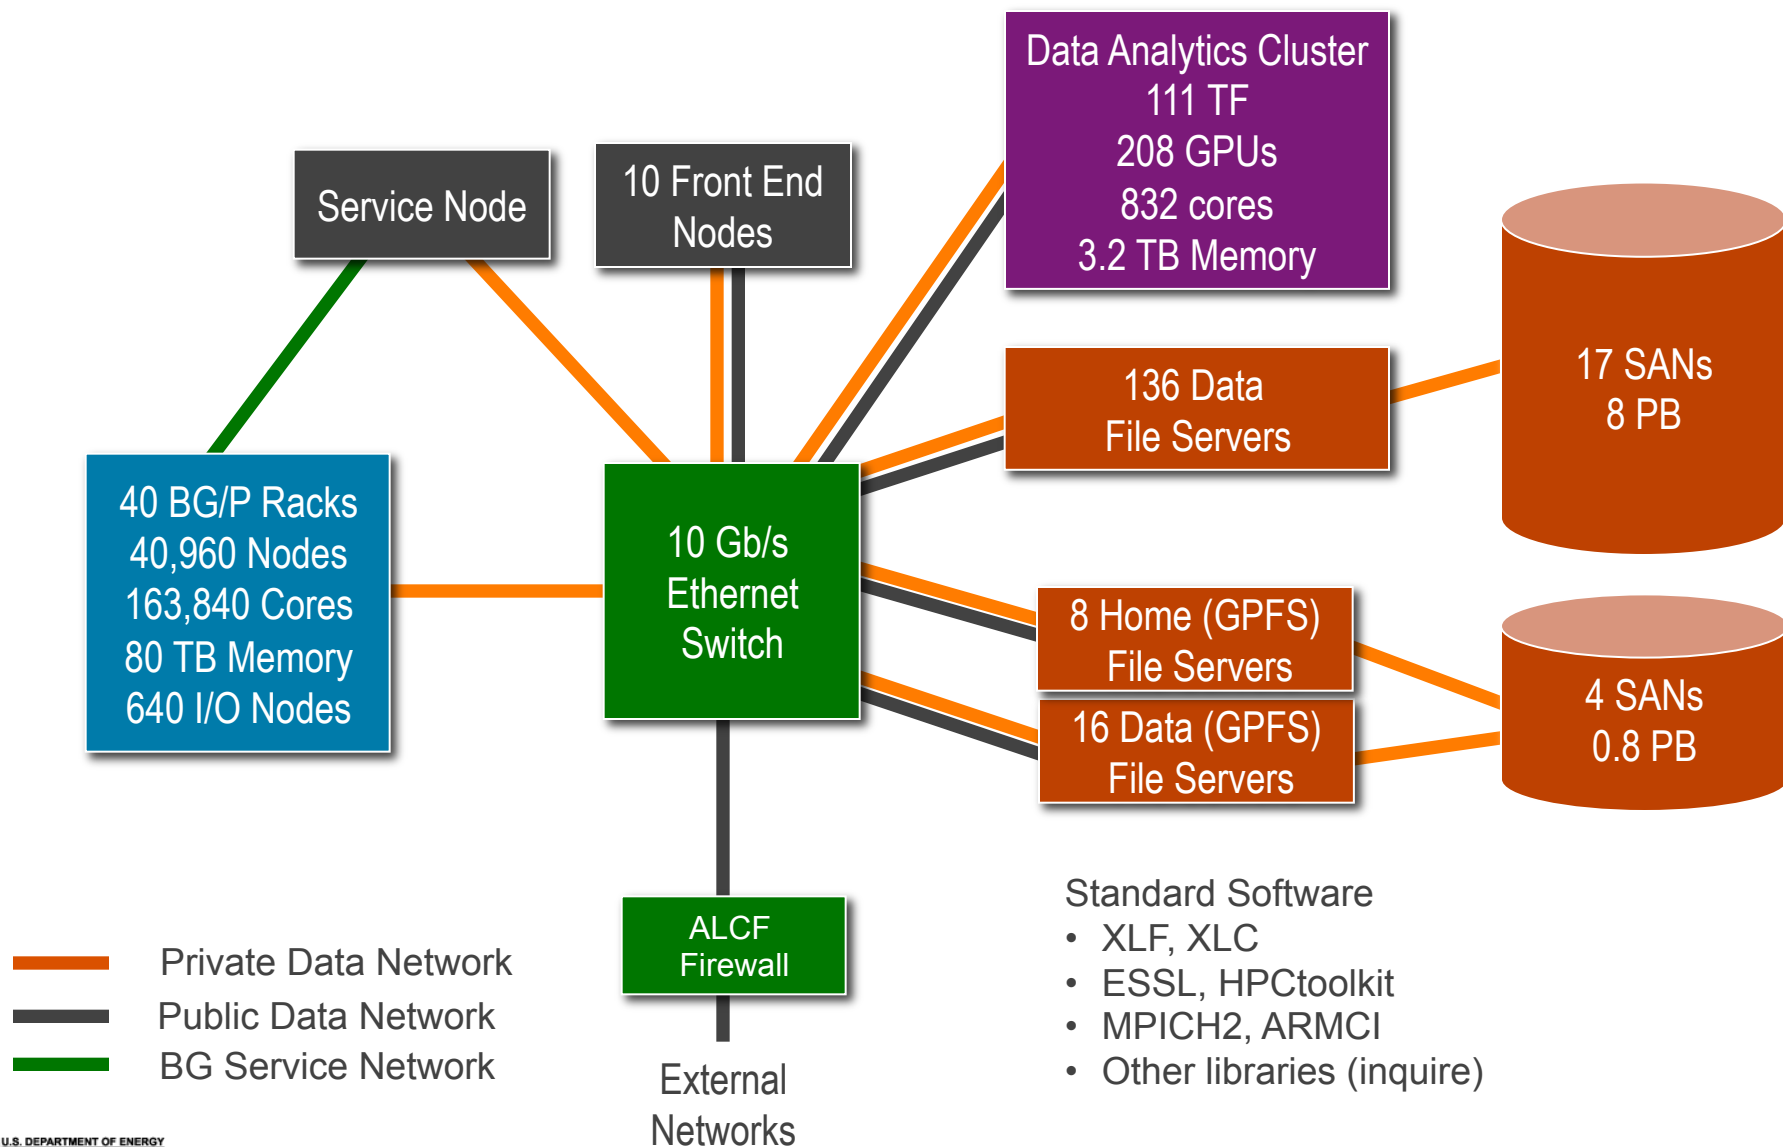 Data Analytics Cluster
111 TF
208 GPUs
832 cores
3.2 TB Memory
Service Node
10 Front End
Nodes
17 SANs
8 PB
136 Data
File Servers
40 BG/P Racks
40,960 Nodes
163,840 Cores
80 TB Memory
640 I/O Nodes
10 Gb/s
Ethernet
Switch
8 Home (GPFS)
File Servers
16 Data (GPFS)
File Servers
4 SANs
0.8 PB
ALCF
Firewall
External
Networks
Private Data Network
Public Data Network
BG Service Network
Standard Software
• XLF, XLC
• ESSL, HPCtoolkit
• MPICH2, ARMCI
• Other libraries (inquire)
U.S. DEPARTMENT OF ENERGY